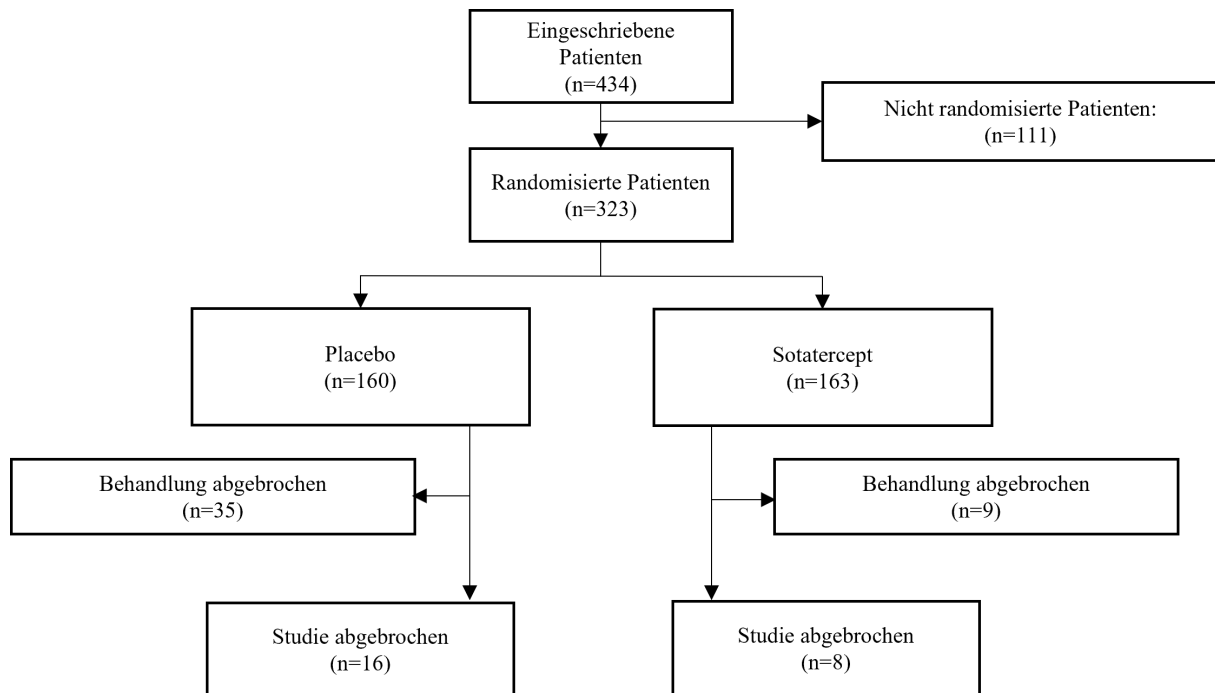 Eingeschriebene
Patienten
(n=434)
Nicht randomisierte Patienten:
(n=111)
Randomisierte Patienten
(n=323)
Placebo
(n=160)
Sotatercept
(n=163)
Behandlung abgebrochen
(n=35)
Behandlung abgebrochen
(n=9)
Studie abgebrochen
(n=16)
Studie abgebrochen
(n=8)